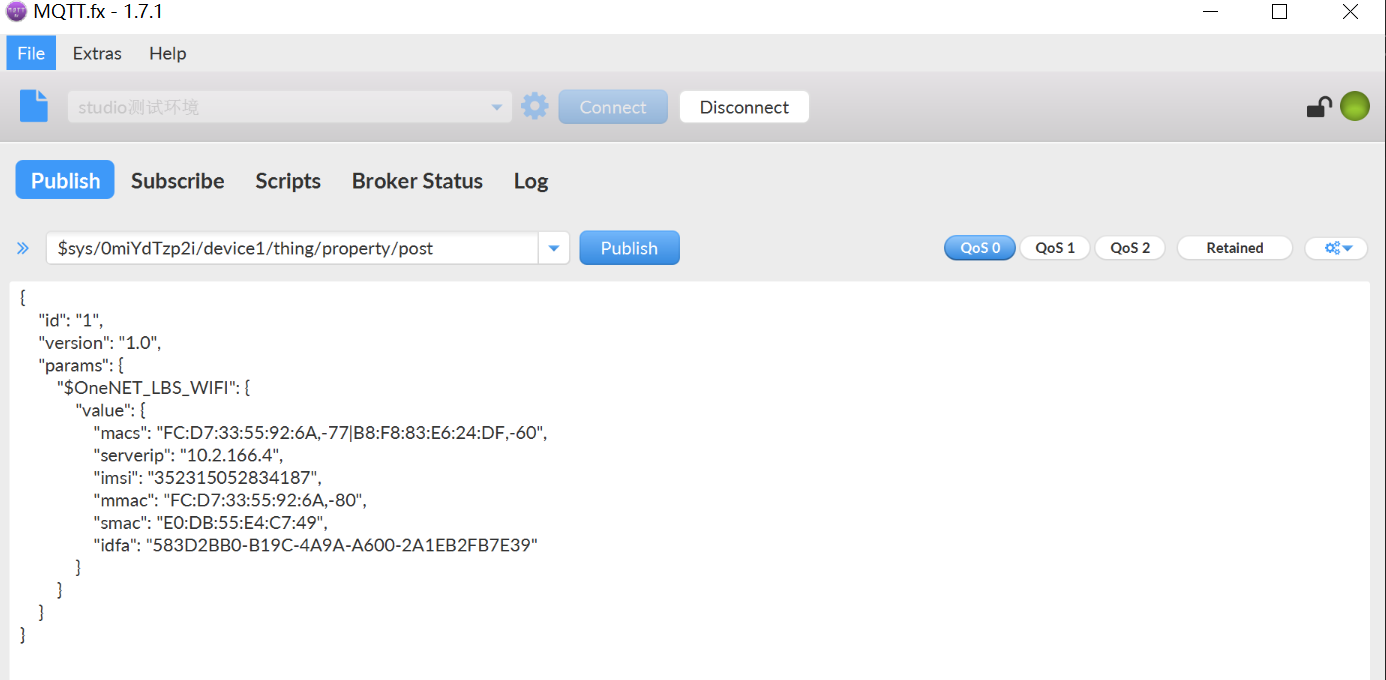 MQTT.fx - 1.7.1
File Extras Help
studio测试环境 Connect Disconnect
Publish Subscribe Scripts Broker Status Log
$sys/0miYdTzp2i/device1/thing/property/post Publish QoS 0 QoS 1 QoS 2 Retained
{
"id": "1",
"version": "1.0",
"params": {
"$OneNET_LBS_WIFI": {
"value": {
"macs": "FC:D7:33:55:92:6A,-77|B8:F8:83:E6:24:DF,-60",
"serverip": "10.2.166.4",
"imsi": "352315052834187",
"mmac": "FC:D7:33:55:92:6A,-80",
"smac": "E0:DB:55:E4:C7:49",
"idfa": "583D2BB0-B19C-4A9A-A600-2A1EB2FB7E39"
}
}
}
}